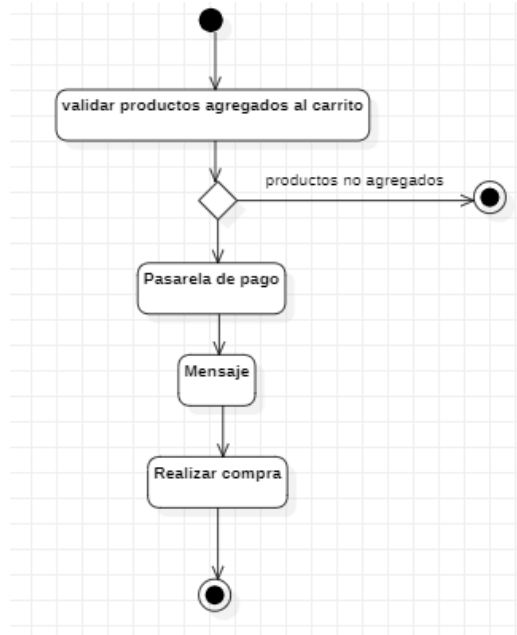 validar productos agregados al carrito
productos no agregados
Pasarela de pago
Mensaje
Realizar compra